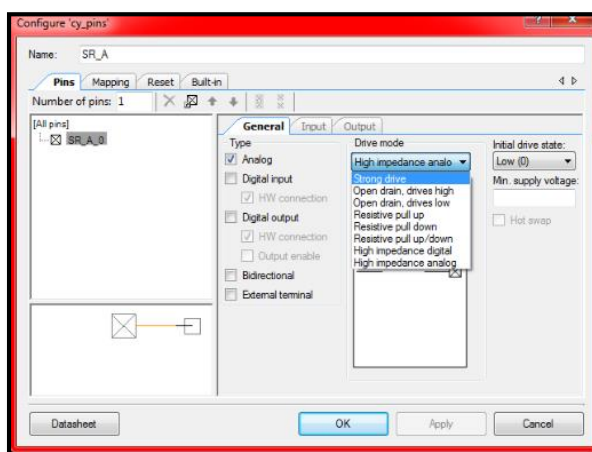 Configure 'cy_pins'
Name: SR_A
Pins Mapping Reset Built-in
Number of pins: 1
[All pins]
SR_A_0
General Input Output
Type
Analog
Digital input
HW connection
Digital output
HW connection
Output enable
Bidirectional
External terminal
Drive mode
High impedance analo
Strong drive
Open drain, drives high
Open drain, drives low
Resistive pull up
Resistive pull down
Resistive pull up/down
High impedance digital
High impedance analog
Initial drive state:
Low (0)
Min. supply voltage:
Hot swap
Datasheet
OK
Apply
Cancel